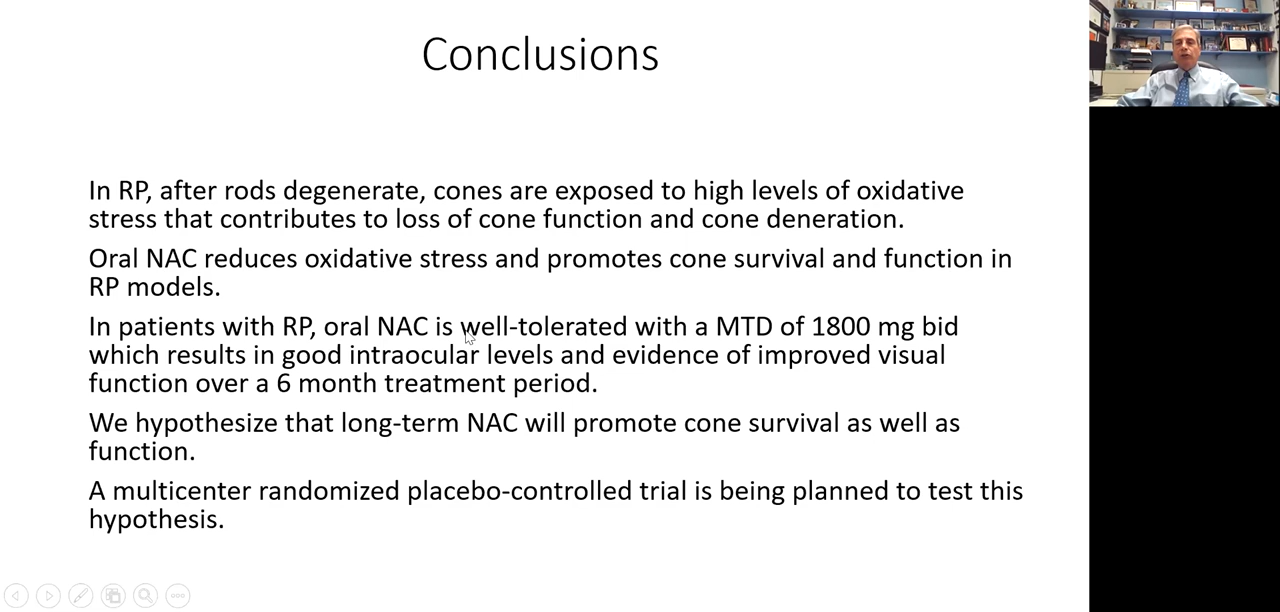 Conclusions
In RP, after rods degenerate, cones are exposed to high levels of oxidative
stress that contributes to loss of cone function and cone deneration.
Oral NAC reduces oxidative stress and promotes cone survival and function in
RP models.
In patients with RP, oral NAC is well-tolerated with a MTD of 1800 mg bid
which results in good intraocular levels and evidence of improved visual
function over a 6 month treatment period.
We hypothesize that long-term NAC will promote cone survival as well as
function.
A multicenter randomized placebo-controlled trial is being planned to test this
hypothesis.